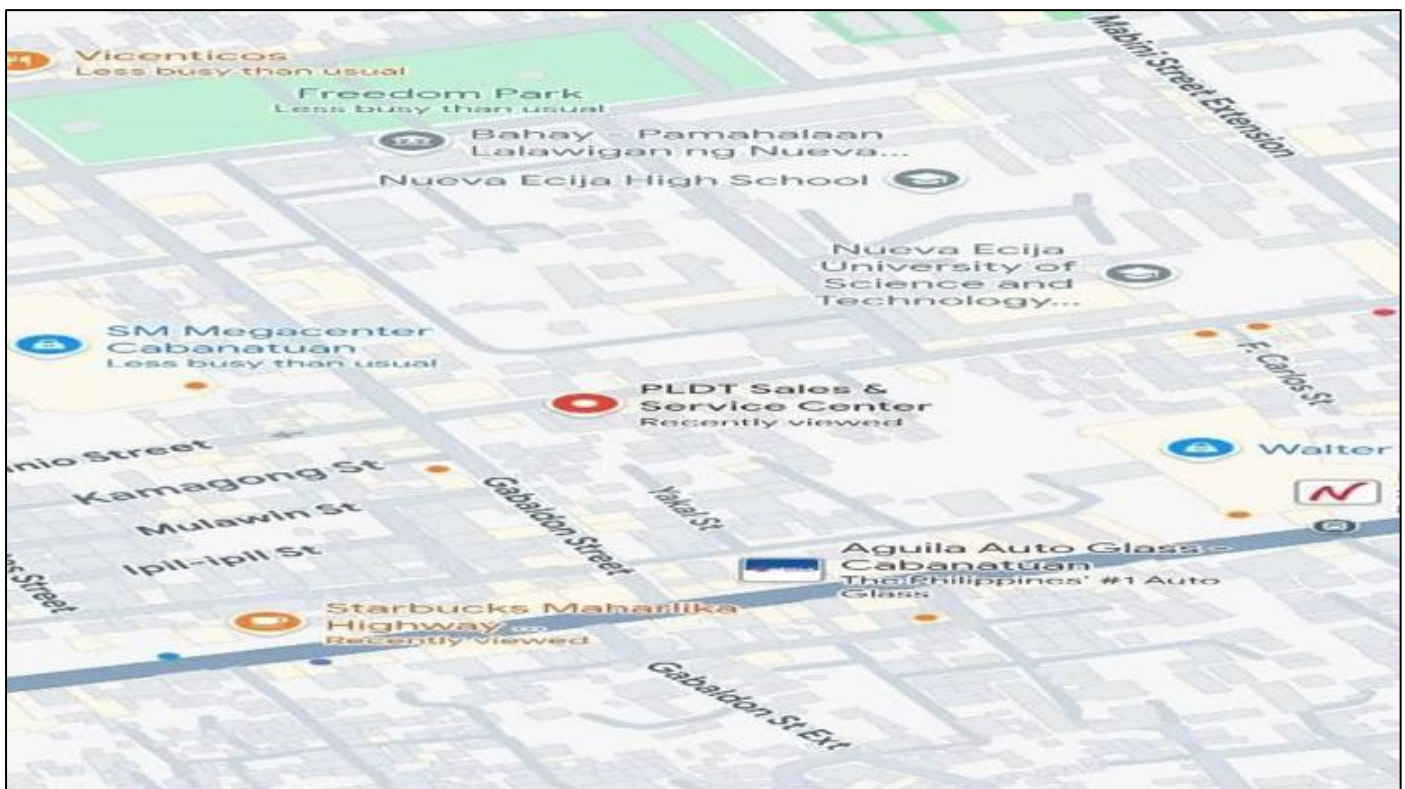 Vicenticos
Less busy than usual
Freedom Park
Less busy than usual
Bahay - Pamahalaan
Lalawigan ng Nueva...
Nueva Ecija High School
Mabini Street Extension
Nueva Ecija
University of
Science and
Technology...
SM Megacenter
Cabanatuan
Less busy than usual
F. Carlos St
PLDT Sales &
Service Center
Recently viewed
Walter
N
nio Street
Kamagong St
Mulawin St
Ipil-ipil St
Gabaldon Street
Yakal St
Aguila Auto Glass -
Cabanatuan
The Philippines' #1 Auto
Glass
Street
Starbucks Maharlika
Highway ...
Recently viewed
Gabaldon St Ext